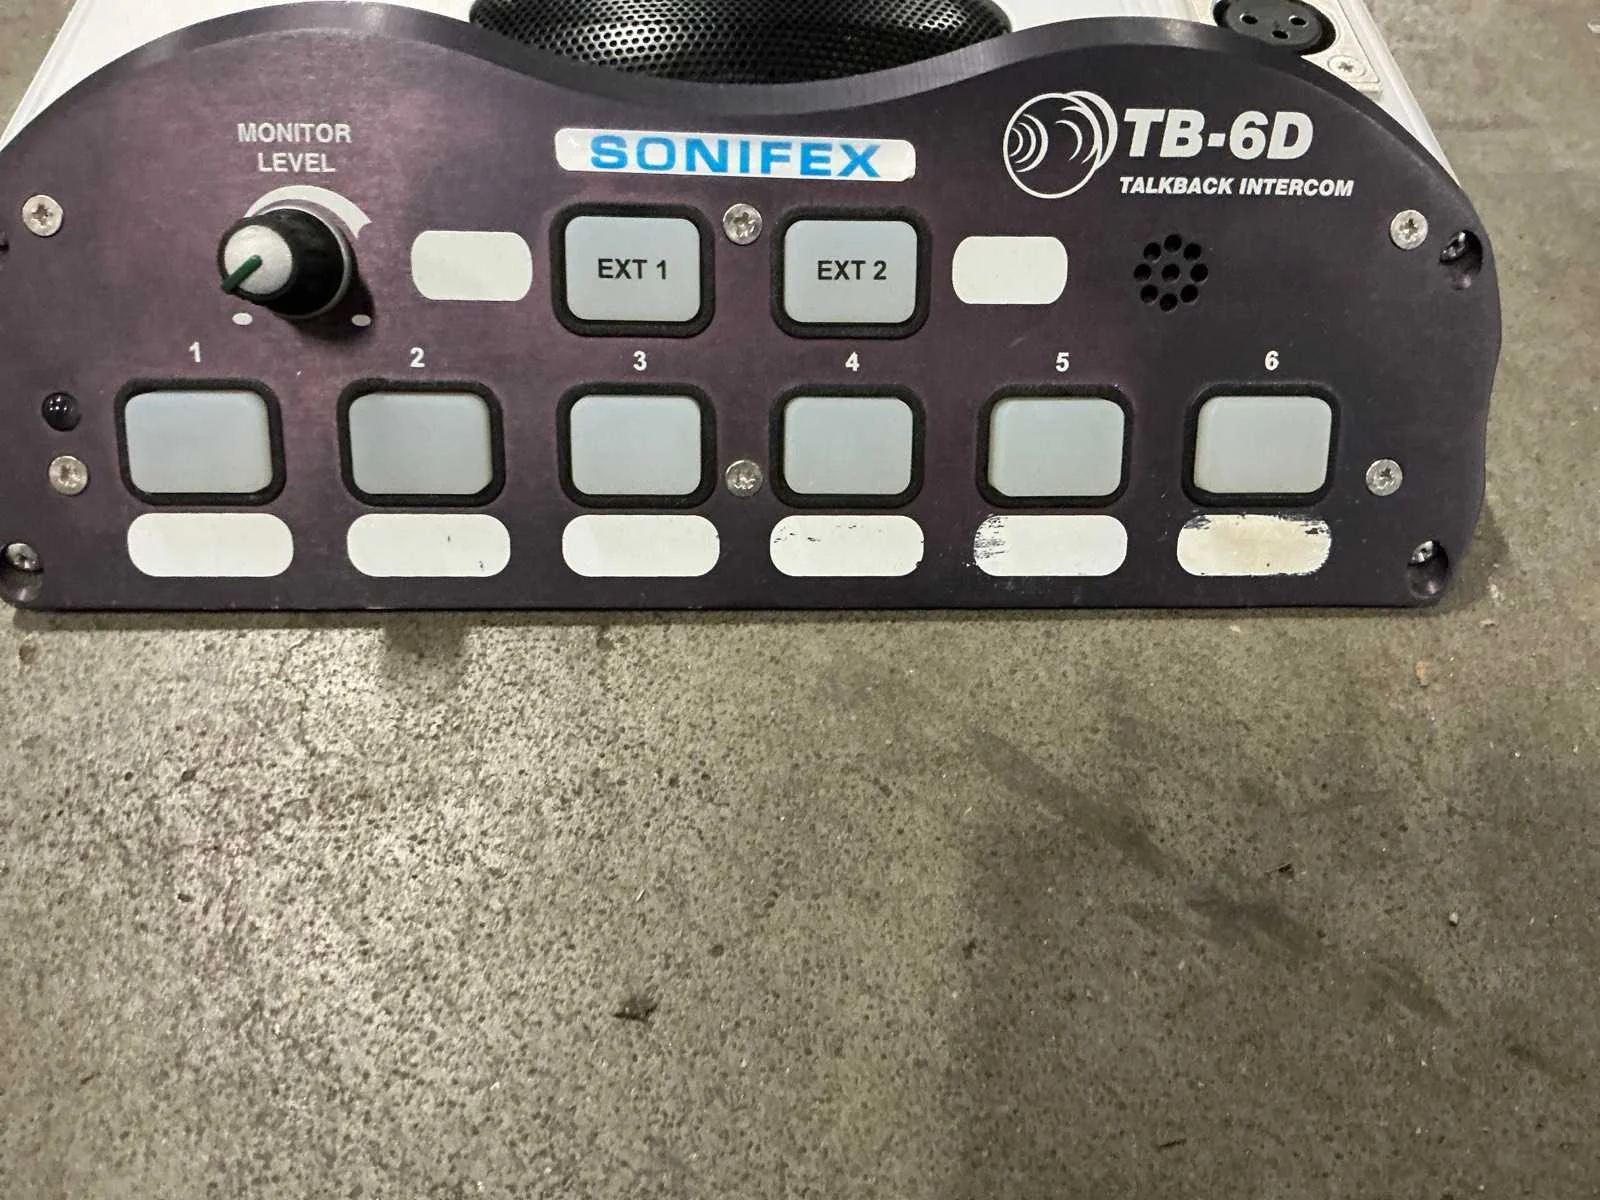 MONITOR
LEVEL
SONIFEX
TB-6D
TALKBACK INTERCOM
EXT 1
EXT 2
1
2
3
4
5
6